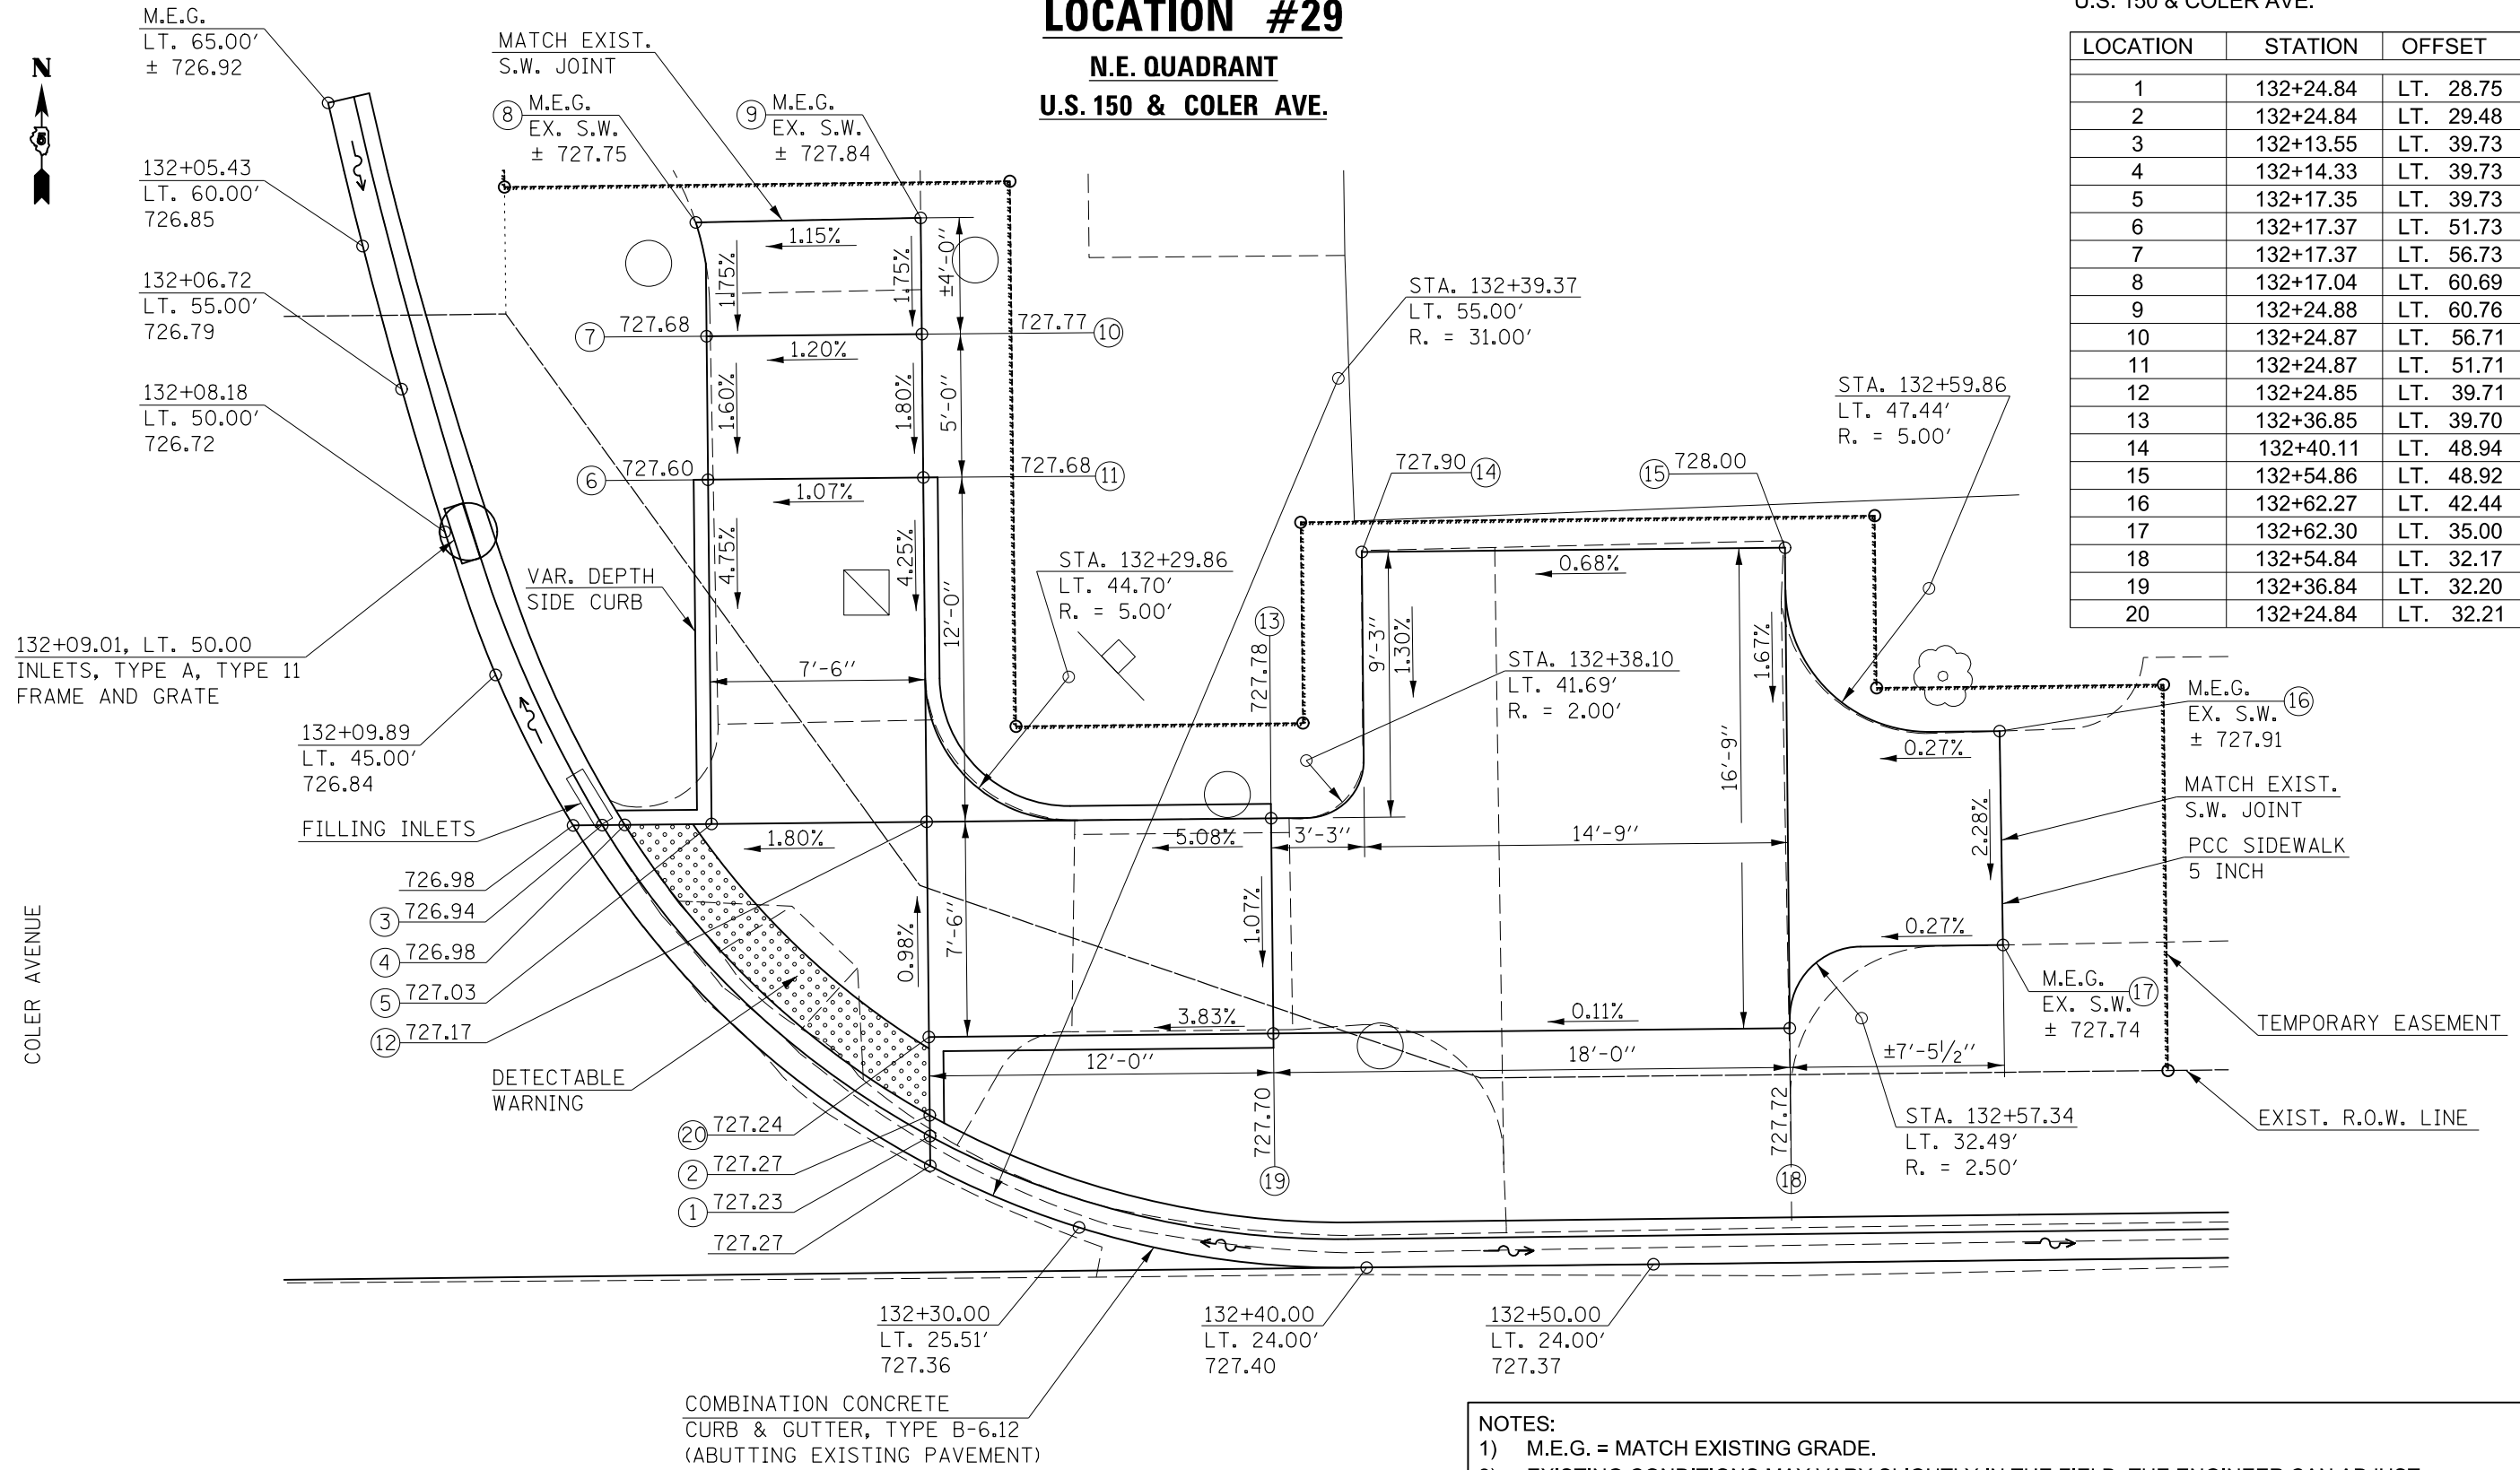 LOCATION #29
N.E. QUADRANT
U.S. 150 & COLER AVE.
U.S. 150 & COLER AVE.
LOCATION STATION OFFSET
1 132+24.84 LT. 28.75
2 132+24.84 LT. 29.48
3 132+13.55 LT. 39.73
4 132+14.33 LT. 39.73
5 132+17.35 LT. 39.73
6 132+17.37 LT. 51.73
7 132+17.37 LT. 56.73
8 132+17.04 LT. 60.69
9 132+24.88 LT. 60.76
10 132+24.87 LT. 56.71
11 132+24.87 LT. 51.71
12 132+24.85 LT. 39.71
13 132+36.85 LT. 39.70
14 132+40.11 LT. 48.94
15 132+54.86 LT. 48.92
16 132+62.27 LT. 42.44
17 132+62.30 LT. 35.00
18 132+54.84 LT. 32.17
19 132+36.84 LT. 32.20
20 132+24.84 LT. 32.21
N
5
M.E.G.
LT. 65.00'
± 726.92
132+05.43
LT. 60.00'
726.85
132+06.72
LT. 55.00'
726.79
132+08.18
LT. 50.00'
726.72
132+09.01, LT. 50.00
INLETS, TYPE A, TYPE 11
FRAME AND GRATE
132+09.89
LT. 45.00'
726.84
FILLING INLETS
726.98
3 726.94
4 726.98
5 727.03
12 727.17
COLER AVENUE
MATCH EXIST.
S.W. JOINT
8 M.E.G.
EX. S.W.
± 727.75
9 M.E.G.
EX. S.W.
± 727.84
1.15%
1.75%
1.75%
±4'-0"
7 727.68
727.77 10
1.20%
1.60%
1.80%
5'-0"
6 727.60
727.68 11
1.07%
4.75%
4.25%
12'-0"
VAR. DEPTH
SIDE CURB
7'-6"
STA. 132+29.86
LT. 44.70'
R. = 5.00'
STA. 132+39.37
LT. 55.00'
R. = 31.00'
STA. 132+59.86
LT. 47.44'
R. = 5.00'
727.90 14
15 728.00
0.68%
13
727.78
9'-3"
1.30%
STA. 132+38.10
LT. 41.69'
R. = 2.00'
1.67%
16'-9"
M.E.G. 16
EX. S.W.
± 727.91
0.27%
MATCH EXIST.
S.W. JOINT
2.28%
PCC SIDEWALK
5 INCH
1.80%
5.08%
3'-3"
14'-9"
0.98%
7'-6"
1.07%
0.27%
M.E.G. 17
EX. S.W.
± 727.74
TEMPORARY EASEMENT
3.83%
0.11%
12'-0"
18'-0"
±7'-5½"
DETECTABLE
WARNING
20 727.24
2 727.27
1 727.23
727.27
727.70
19
727.72
18
STA. 132+57.34
LT. 32.49'
R. = 2.50'
EXIST. R.O.W. LINE
132+30.00
LT. 25.51'
727.36
132+40.00
LT. 24.00'
727.40
132+50.00
LT. 24.00'
727.37
COMBINATION CONCRETE
CURB & GUTTER, TYPE B-6.12
(ABUTTING EXISTING PAVEMENT)
NOTES:
1) M.E.G. = MATCH EXISTING GRADE.
2) EXISTING CONDITIONS MAY VARY SLIGHTLY IN THE FIELD. THE ENGINEER CAN ADJUST